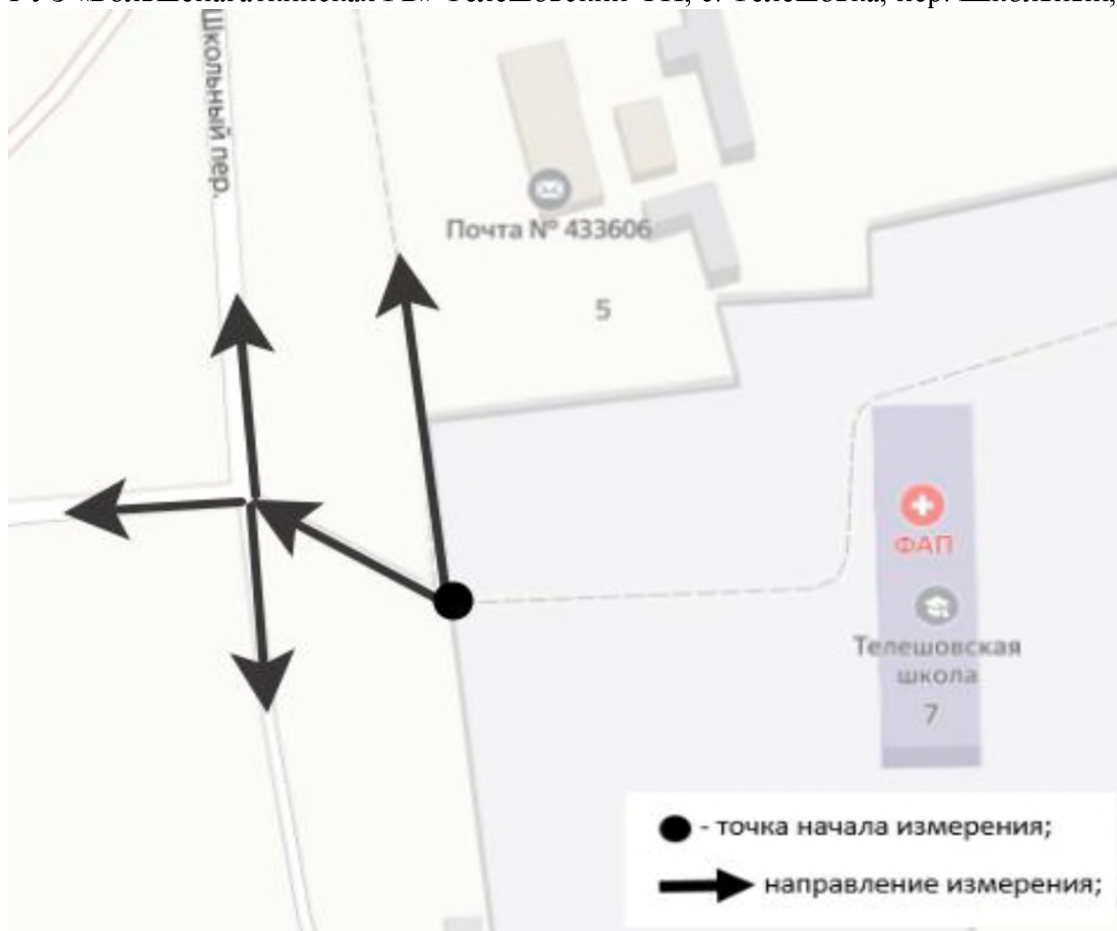 Школьный пер.
Почта № 433606
5
ФАП
Телешовская
школа
7
- точка начала измерения;
направление измерения;